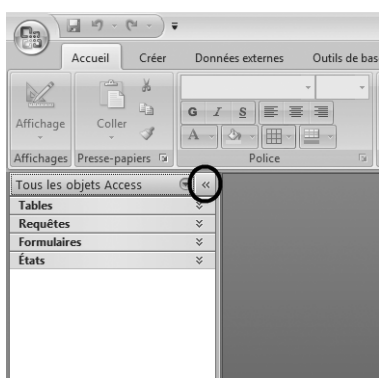 Accueil Créer Données externes Outils de bas
Affichage Coller
G I S
A
Affichages Presse-papiers Police
Tous les objets Access
Tables
Requêtes
Formulaires
États